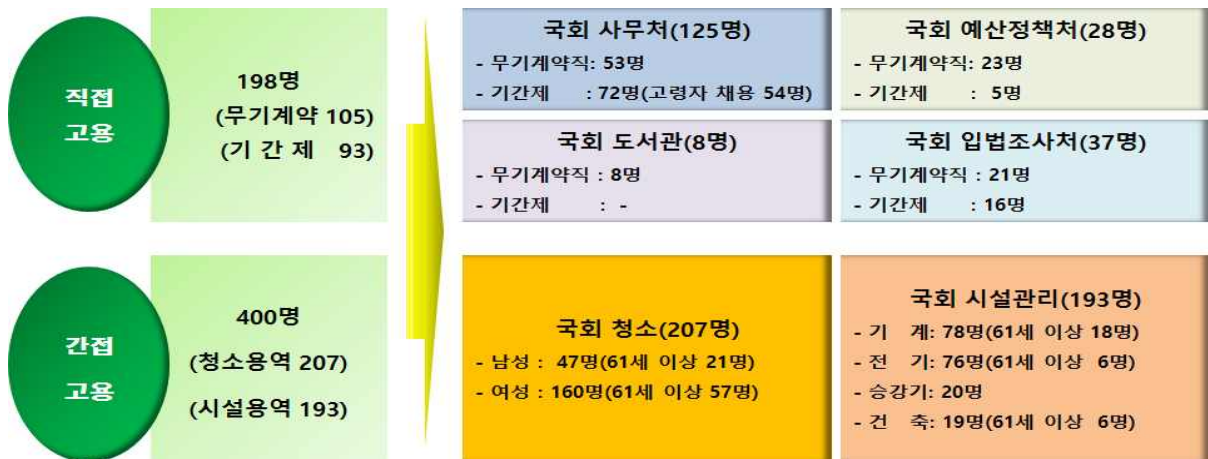 직접
고용
198명
(무기계약 105)
(기 간 제 93)
국회 사무처(125명)
- 무기계약직: 53명
- 기간제 : 72명(고령자 채용 54명)
국회 예산정책처(28명)
- 무기계약직: 23명
- 기간제 : 5명
국회 도서관(8명)
- 무기계약직 : 8명
- 기간제 : -
국회 입법조사처(37명)
- 무기계약직 : 21명
- 기간제 : 16명
간접
고용
400명
(청소용역 207)
(시설용역 193)
국회 청소(207명)
- 남성 : 47명(61세 이상 21명)
- 여성 : 160명(61세 이상 57명)
국회 시설관리(193명)
- 기 계: 78명(61세 이상 18명)
- 전 기: 76명(61세 이상 6명)
- 승강기: 20명
- 건 축: 19명(61세 이상 6명)